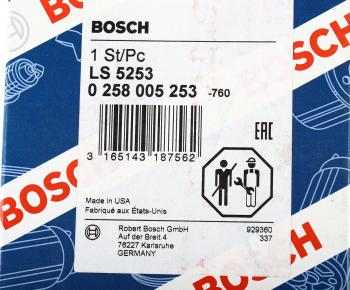 BOSCH
1 St/Pc
LS 5253
0 258 005 253 -760
3 165143 187562
EAC
Made in USA
Fabriqué aux États-Unis
Robert Bosch GmbH
Auf der Breit 4
76227 Karlsruhe
GERMANY
929360
337
BOSCH
BOSCH
BOSCH